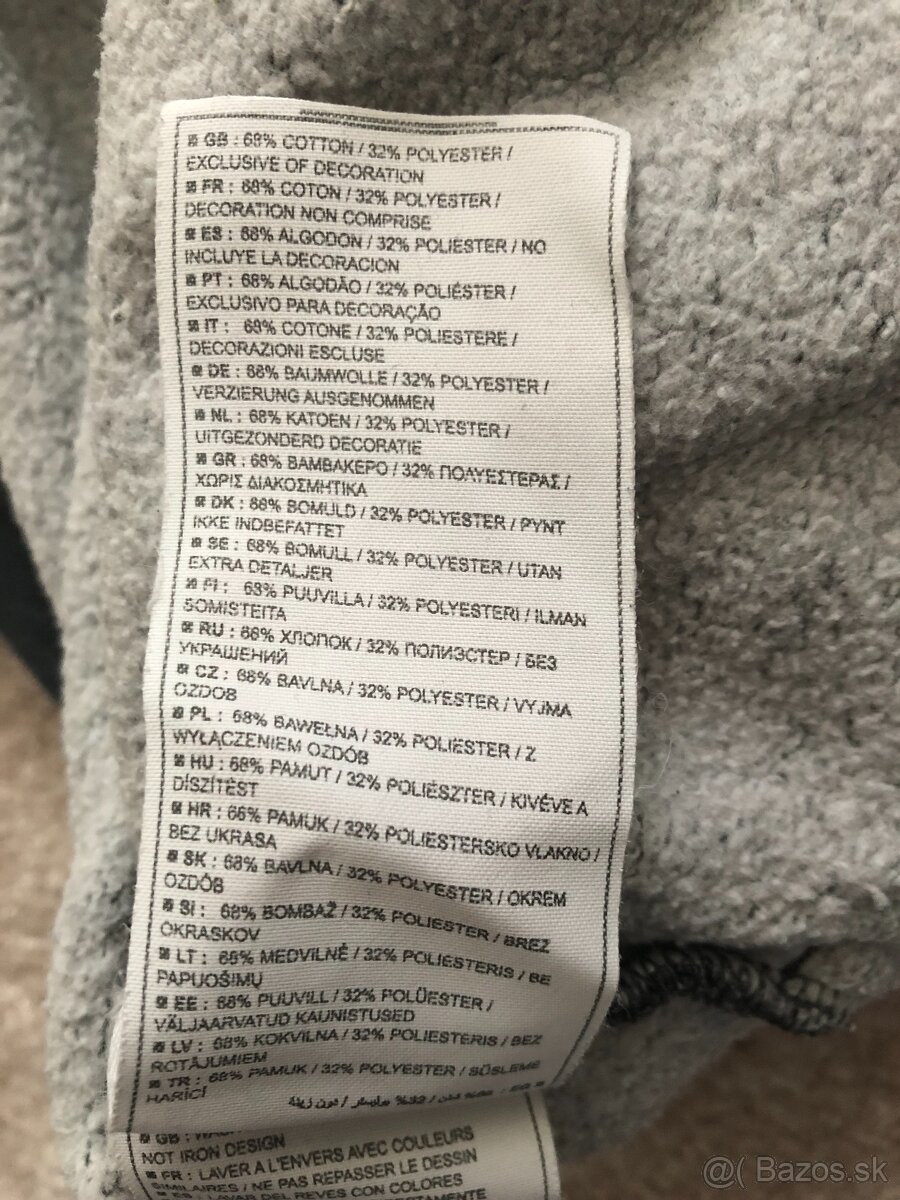 GB : 68% COTTON / 32% POLYESTER /
EXCLUSIVE OF DECORATION
FR : 68% COTON / 32% POLYESTER /
DECORATION NON COMPRISE
ES : 68% ALGODON / 32% POLIESTER / NO
INCLUYE LA DECORACION
PT : 68% ALGODÃO / 32% POLIÉSTER /
EXCLUSIVO PARA DECORAÇÃO
IT : 68% COTONE / 32% POLIESTERE /
DECORAZIONI ESCLUSE
DE : 68% BAUMWOLLE / 32% POLYESTER /
VERZIERUNG AUSGENOMMEN
NL : 68% KATOEN / 32% POLYESTER /
UITGEZONDERD DECORATIE
GR : 68% ΒΑΜΒΑΚΕΡΟ / 32% ΠΟΛΥΕΣΤΕΡΑΣ /
ΧΩΡΙΣ ΔΙΑΚΟΣΜΗΤΙΚΑ
DK : 68% BOMULD / 32% POLYESTER / PYNT
IKKE INDBEFATTET
SE : 68% BOMULL / 32% POLYESTER / UTAN
EXTRA DETALJER
FI : 68% PUUVILLA / 32% POLYESTERI / ILMAN
SOMISTEITA
RU : 68% ХЛОПОК / 32% ПОЛИЭСТЕР / БЕЗ
УКРАШЕНИЙ
CZ : 68% BAVLNA / 32% POLYESTER / VYJMA
OZDOB
PL : 68% BAWEŁNA / 32% POLIESTER / Z
WYŁĄCZENIEM OZDÓB
HU : 68% PAMUT / 32% POLIÉSZTER / KIVÉVE A
DÍSZÍTÉST
HR : 68% PAMUK / 32% POLIESTERSKO VLAKNO /
BEZ UKRASA
SK : 68% BAVLNA / 32% POLYESTER / OKREM
OZDÔB
SI : 68% BOMBAŽ / 32% POLIESTER / BREZ
OKRASKOV
LT : 68% MEDVILNĖ / 32% POLIESTERIS / BE
PAPUOŠIMŲ
EE : 68% PUUVILL / 32% POLÜESTER /
VÄLJAARVATUD KAUNISTUSED
LV : 68% KOKVILNA / 32% POLIESTERIS / BEZ
ROTĀJUMIEM
TR : 68% PAMUK / 32% POLYESTER / SÜSLEME
HARİCİ
GB :
NOT IRON DESIGN
FR : LAVER A L'ENVERS AVEC COULEURS
SIMILAIRES / NE PAS REPASSER LE DESSIN
ES : LAVAR DEL REVES CON COLORES
@( Bazos.sk